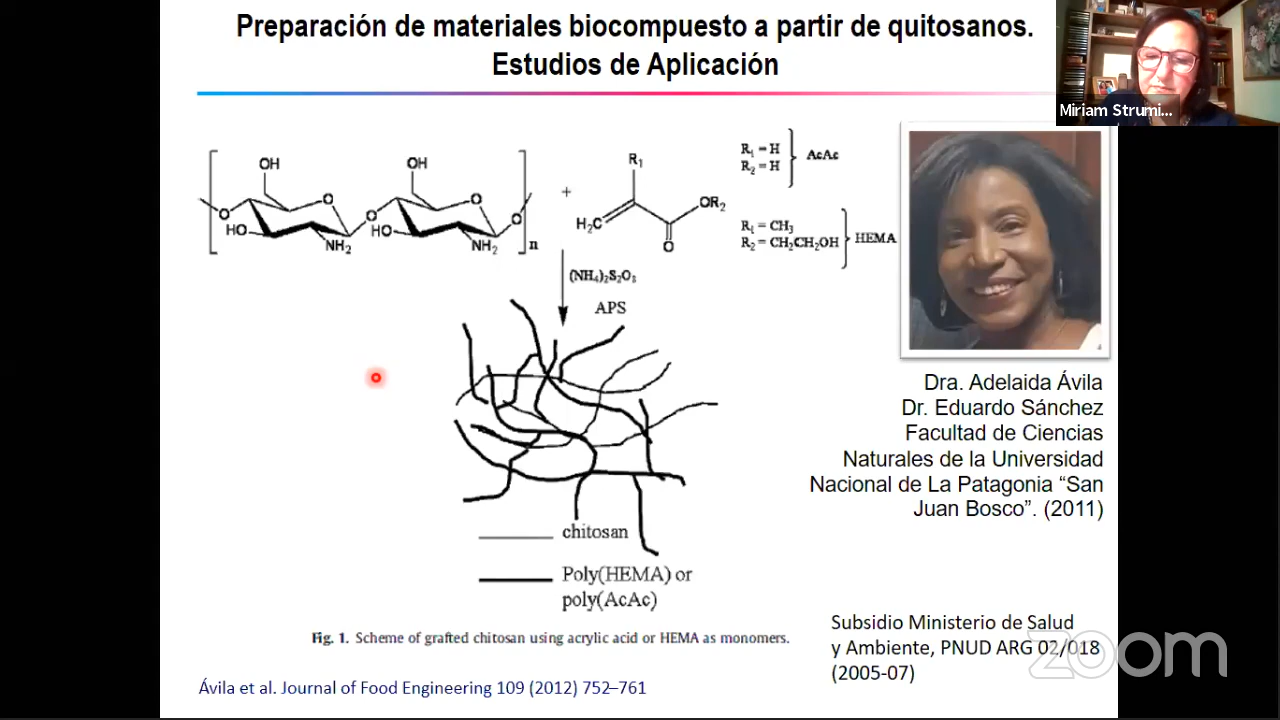 Preparación de materiales biocompuesto a partir de quitosanos.
Estudios de Aplicación
Miriam Strumi...
OH
OH
O
O
O
O
O
HO
HO
NH2
NH2
n
+
R1
H2C
OR2
O
R1 = H
R2 = H
AcAc
R1 = CH3
R2 = CH2CH2OH
HEMA
(NH4)2S2O8
APS
chitosan
Poly(HEMA) or
poly(AcAc)
Fig. 1. Scheme of grafted chitosan using acrylic acid or HEMA as monomers.
Ávila et al. Journal of Food Engineering 109 (2012) 752–761
Dra. Adelaida Ávila
Dr. Eduardo Sánchez
Facultad de Ciencias
Naturales de la Universidad
Nacional de La Patagonia “San
Juan Bosco”. (2011)
Subsidio Ministerio de Salud
y Ambiente, PNUD ARG 02/018
(2005-07)
zoom